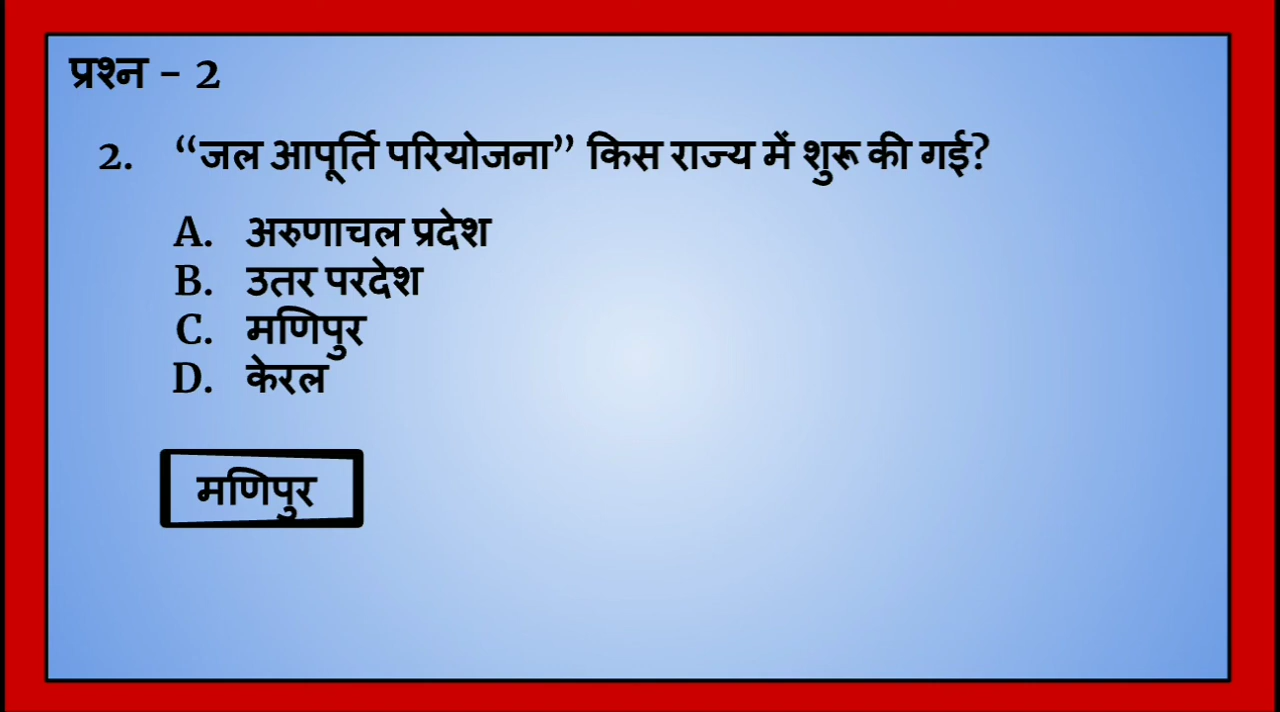 प्रश्न – 2
2. “जल आपूर्ति परियोजना” किस राज्य में शुरू की गई?
A. अरुणाचल प्रदेश
B. उतर परदेश
C. मणिपुर
D. केरल
मणिपुर